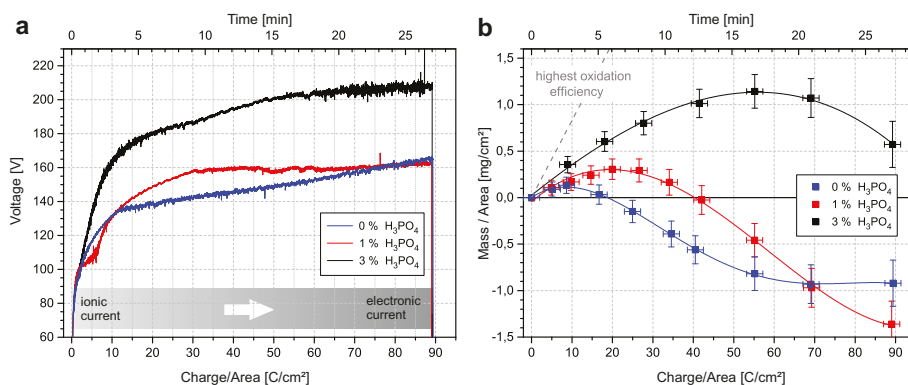 a
Time [min]
0 5 10 15 20 25
Voltage [V]
220
200
180
160
140
120
100
80
60
0 % H₃PO₄
1 % H₃PO₄
3 % H₃PO₄
ionic
current
electronic
current
0 10 20 30 40 50 60 70 80 90
Charge/Area [C/cm²]
b
Time [min]
0 5 10 15 20 25
Mass / Area [mg/cm²]
1,5
1,0
0,5
0,0
-0,5
-1,0
-1,5
highest oxidation
efficiency
0 % H₃PO₄
1 % H₃PO₄
3 % H₃PO₄
0 10 20 30 40 50 60 70 80 90
Charge/Area [C/cm²]